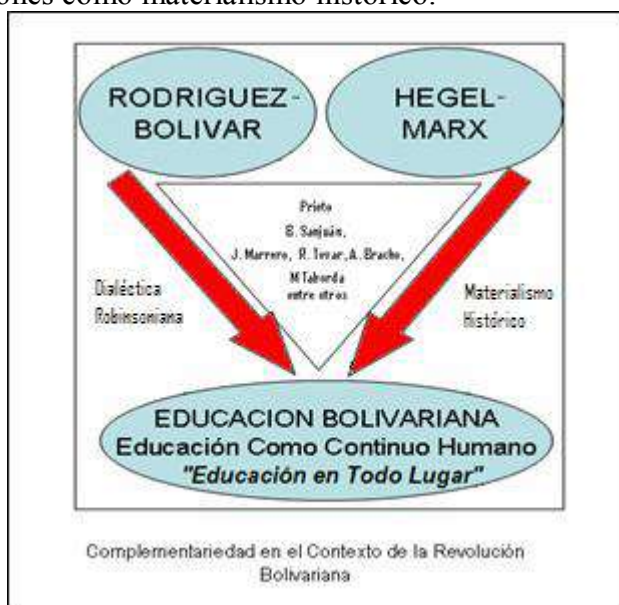 ones como materialismo histórico.
RODRIGUEZ-
BOLIVAR
HEGEL-
MARX
Prieto
B. Sanjuán,
J. Marrero, R. Tovar, A. Bracho,
M Taborda
entre otros
Dialéctica
Robinsoniana
Materialismo
Histórico
EDUCACION BOLIVARIANA
Educación Como Continuo Humano
"Educación en Todo Lugar"
Complementariedad en el Contexto de la Revolución
Bolivariana